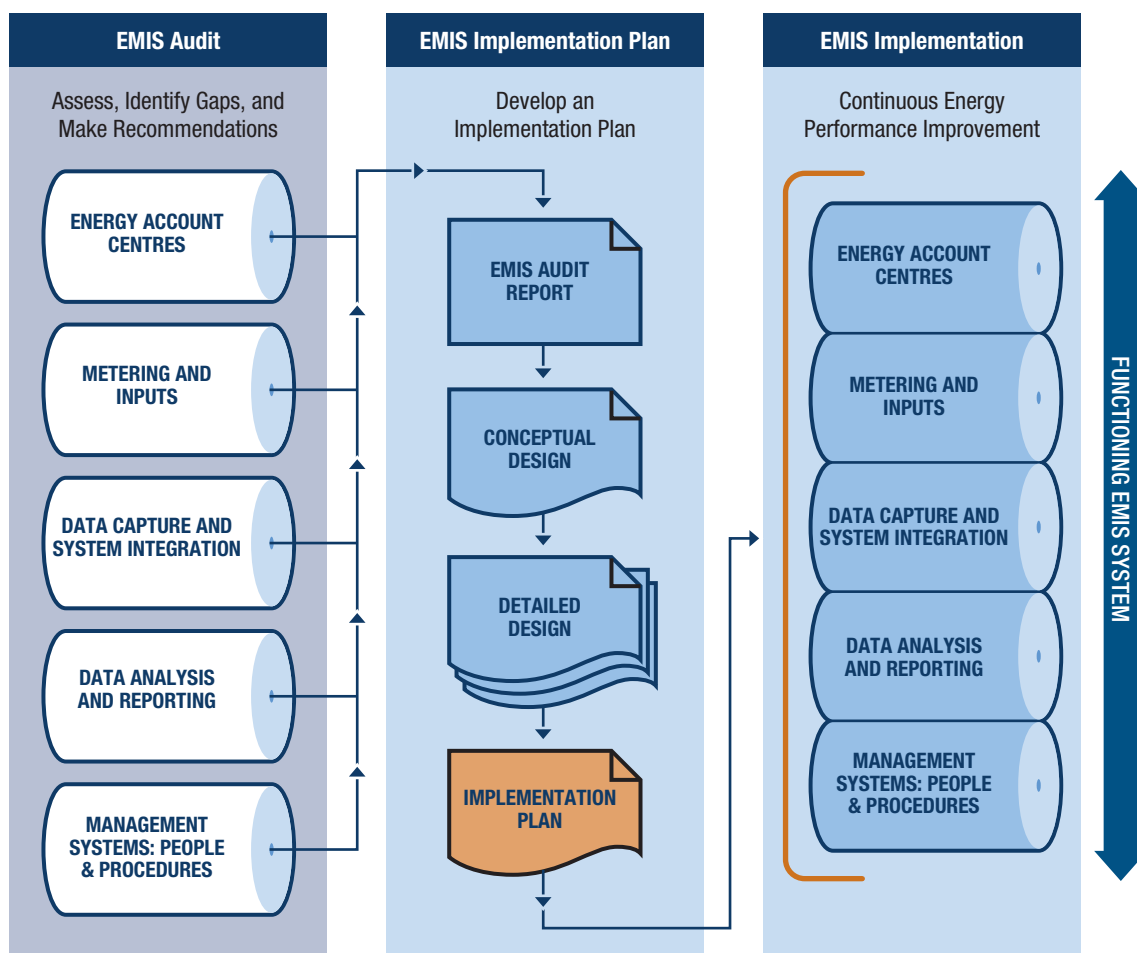 EMIS Audit
Assess, Identify Gaps, and
Make Recommendations
ENERGY ACCOUNT
CENTRES
METERING AND
INPUTS
DATA CAPTURE AND
SYSTEM INTEGRATION
DATA ANALYSIS
AND REPORTING
MANAGEMENT
SYSTEMS: PEOPLE
& PROCEDURES
EMIS Implementation Plan
Develop an
Implementation Plan
EMIS AUDIT
REPORT
CONCEPTUAL
DESIGN
DETAILED
DESIGN
IMPLEMENTATION
PLAN
EMIS Implementation
Continuous Energy
Performance Improvement
ENERGY ACCOUNT
CENTRES
METERING AND
INPUTS
DATA CAPTURE AND
SYSTEM INTEGRATION
DATA ANALYSIS
AND REPORTING
MANAGEMENT
SYSTEMS: PEOPLE
& PROCEDURES
FUNCTIONING EMIS SYSTEM